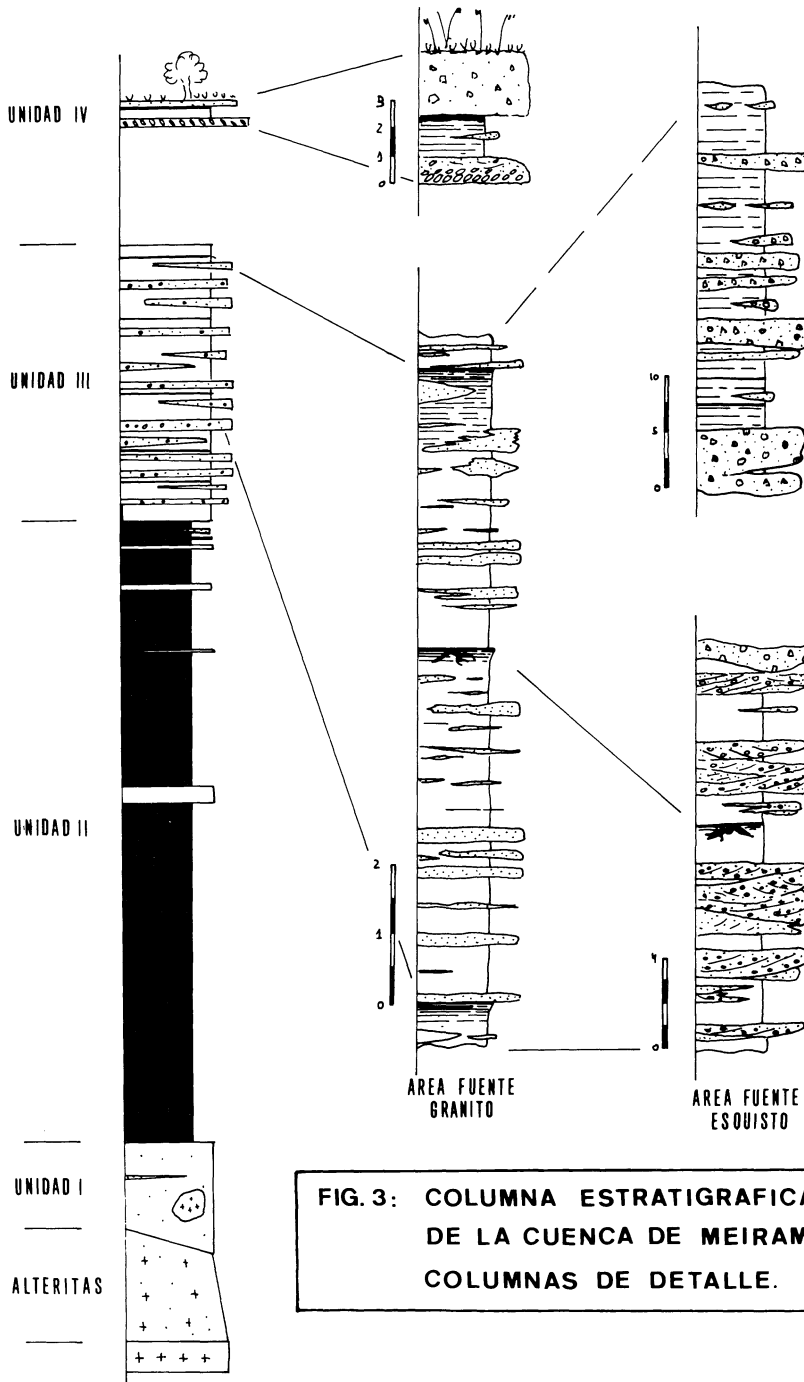 UNIDAD IV
3
2
1
0
UNIDAD III
10
5
0
UNIDAD II
2
1
0
4
0
AREA FUENTE
GRANITO
AREA FUENTE
ESQUISTO
UNIDAD I
ALTERITAS
FIG. 3: COLUMNA ESTRATIGRAFICA
DE LA CUENCA DE MEIRAM
COLUMNAS DE DETALLE.